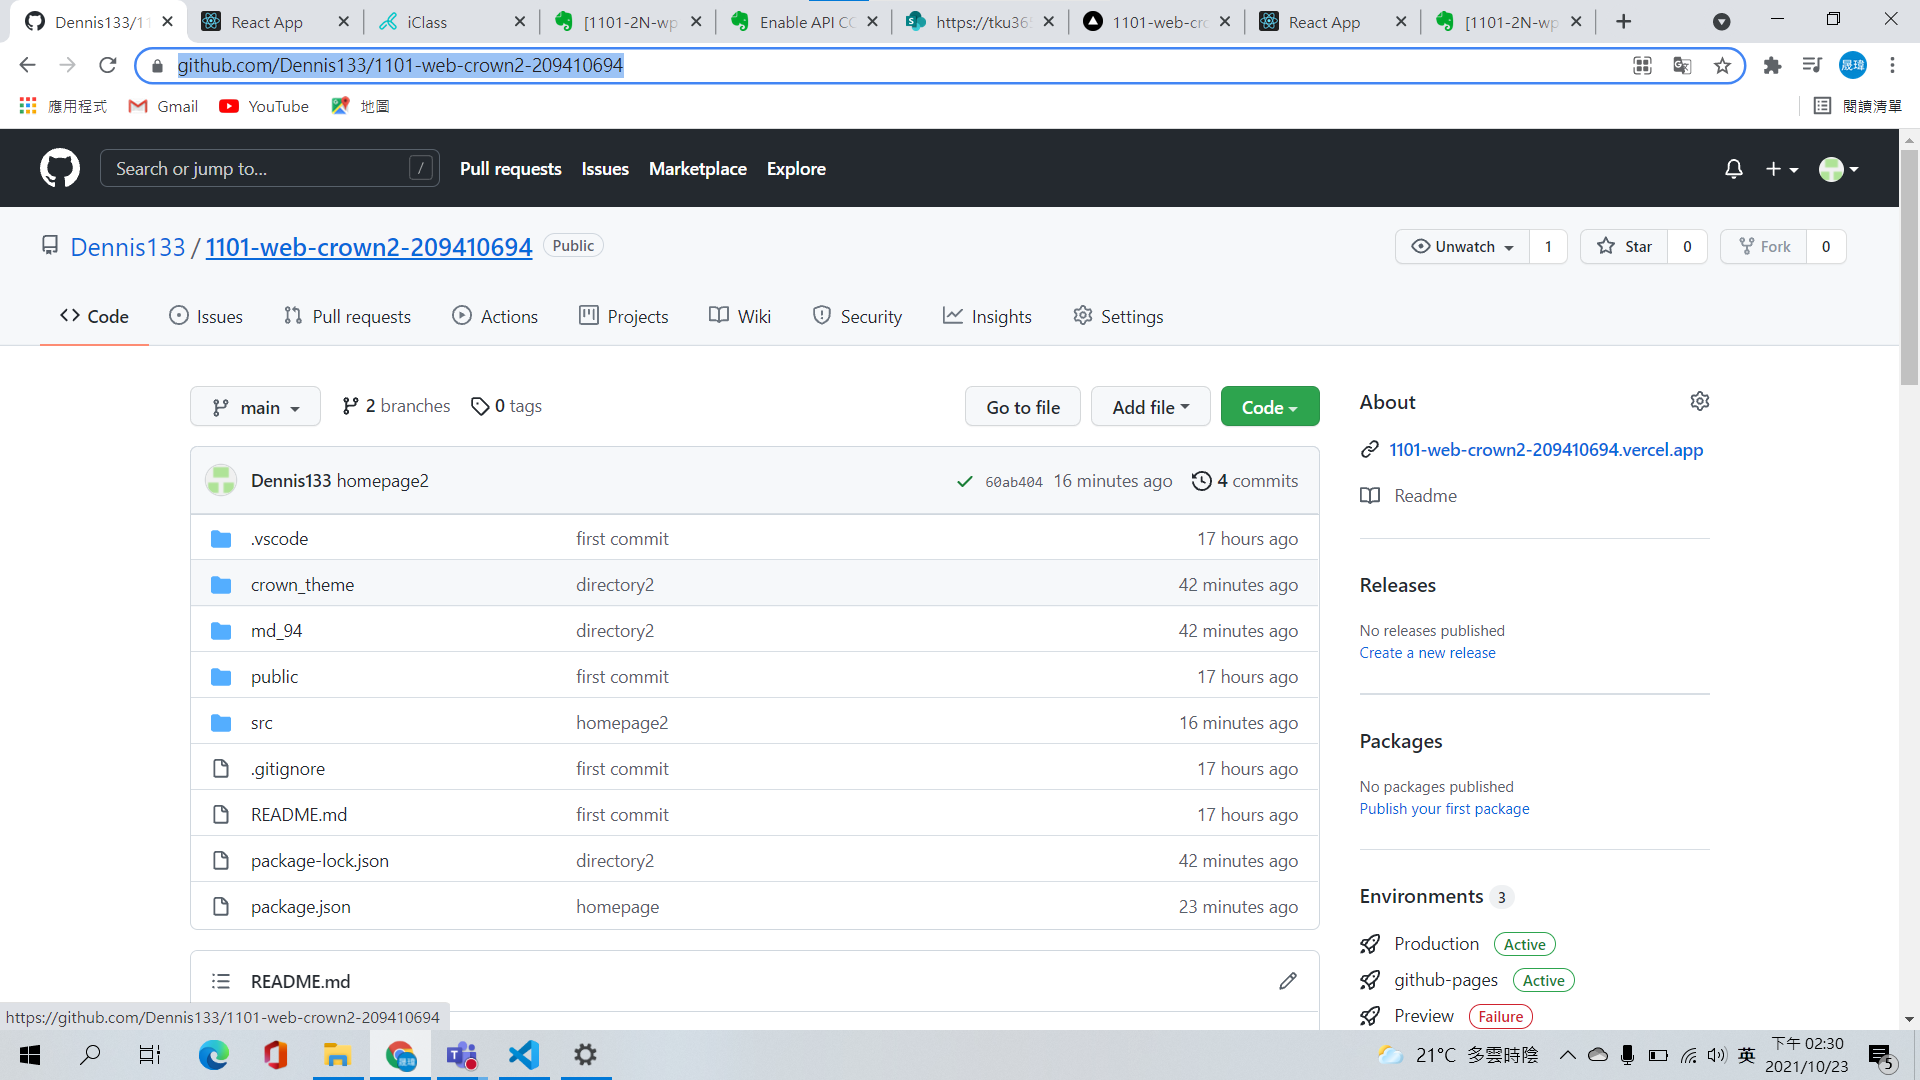 Dennis133/11
React App
iClass
[1101-2N-wp
Enable API CO
https://tku365
1101-web-cro
React App
[1101-2N-wp
github.com/Dennis133/1101-web-crown2-209410694
晟瑋
應用程式
Gmail
YouTube
地圖
閱讀清單
Search or jump to...
/
Pull requests
Issues
Marketplace
Explore
Dennis133 / 1101-web-crown2-209410694
Public
Unwatch
1
Star
0
Fork
0
Code
Issues
Pull requests
Actions
Projects
Wiki
Security
Insights
Settings
main
2 branches
0 tags
Go to file
Add file
Code
Dennis133 homepage2
60ab404 16 minutes ago
4 commits
.vscode
first commit
17 hours ago
crown_theme
directory2
42 minutes ago
md_94
directory2
42 minutes ago
public
first commit
17 hours ago
src
homepage2
16 minutes ago
.gitignore
first commit
17 hours ago
README.md
first commit
17 hours ago
package-lock.json
directory2
42 minutes ago
package.json
homepage
23 minutes ago
README.md
About
1101-web-crown2-209410694.vercel.app
Readme
Releases
No releases published
Create a new release
Packages
No packages published
Publish your first package
Environments 3
Production Active
github-pages Active
Preview Failure
https://github.com/Dennis133/1101-web-crown2-209410694
21°C 多雲時陰
英
下午 02:30
2021/10/23
5